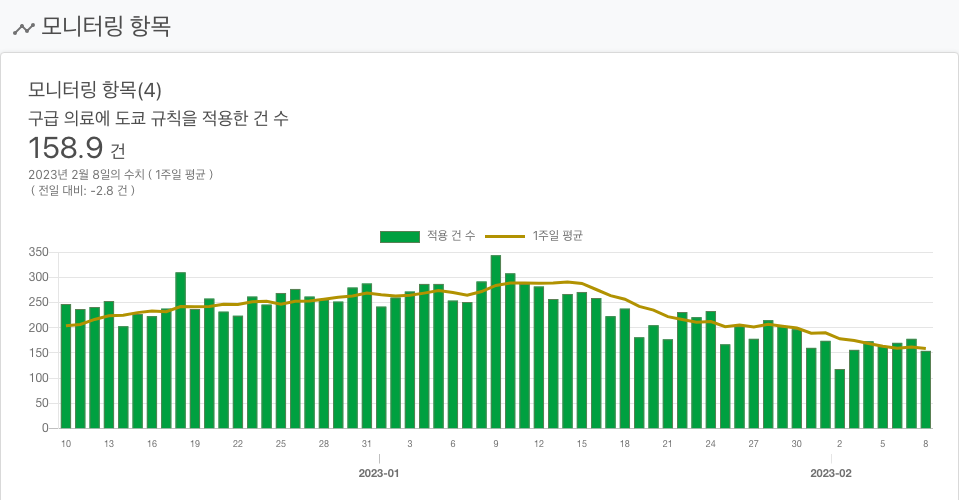 모니터링 항목
모니터링 항목(4)
구급 의료에 도쿄 규칙을 적용한 건 수
158.9 건
2023년 2월 8일의 수치 ( 1주일 평균 )
( 전일 대비: -2.8 건 )
적용 건 수 1주일 평균
350
300
250
200
150
100
50
0
10 13 16 19 22 25 28 31 3 6 9 12 15 18 21 24 27 30 2 5 8
2023-01 2023-02